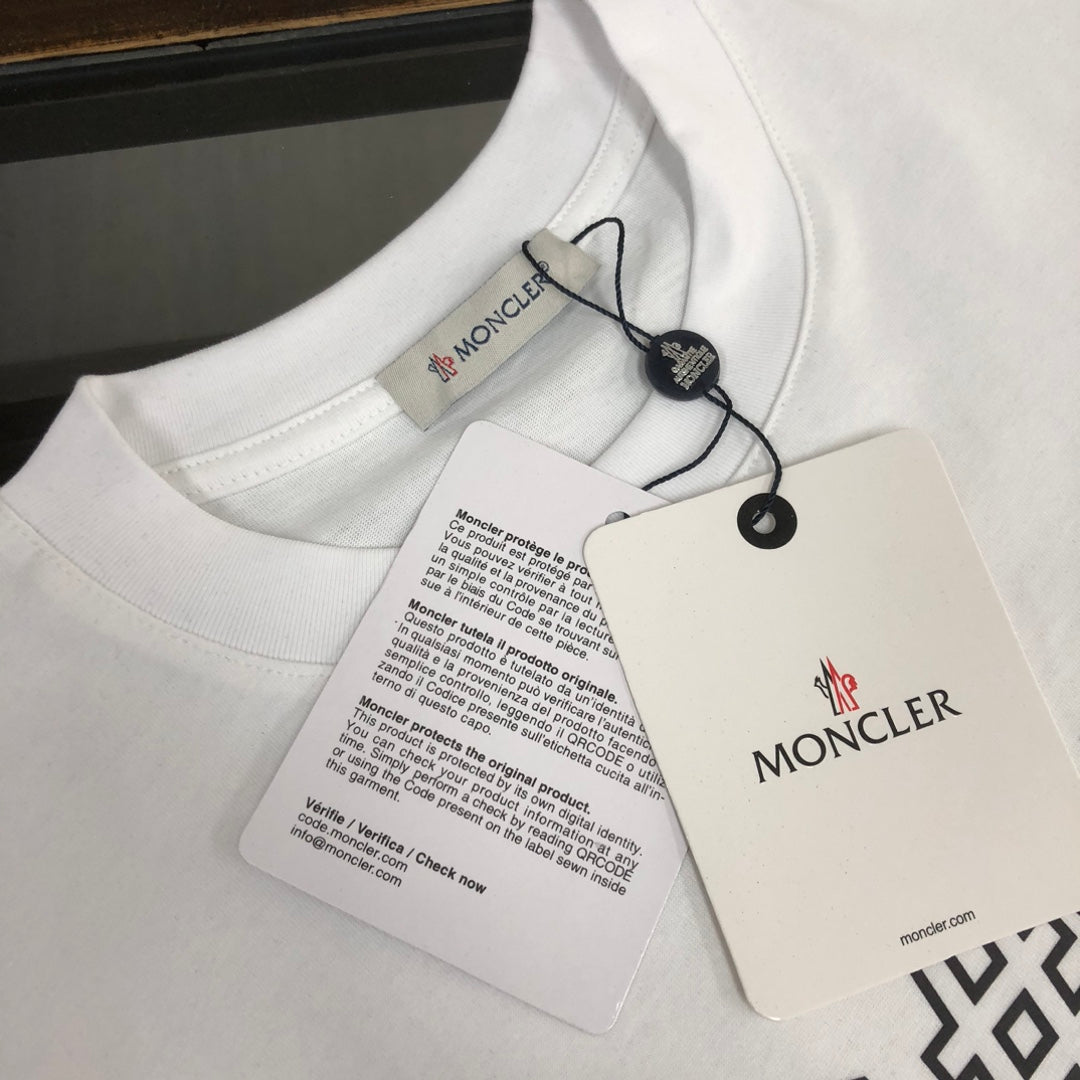 MONCLER®
GARANTIE
AUTHENTIQUE
MONCLER
Moncler protège le
Ce produit est protégé par
Vous pouvez vérifier à tout
la qualité et la provenance du
un simple contrôle par la lecture
par le biais du Code se trouvant
sue à l'intérieur de cette pièce.
Moncler tutela il prodotto originale.
Questo prodotto è tutelato da un'identità
In qualsiasi momento può verificare l'autentic
qualità e la provenienza del prodotto facendo
semplice controllo, leggendo il QRCODE o utiliz
zando il Codice presente sull'etichetta cucita all'in-
terno di questo capo.
Moncler protects the original product.
This product is protected by its own digital identity.
You can check your product information at any
time. Simply perform a check by reading QRCODE
or using the Code present on the label sewn inside
this garment.
Vérifie / Verifica / Check now
code.moncler.com
info@moncler.com
MONCLER
moncler.com